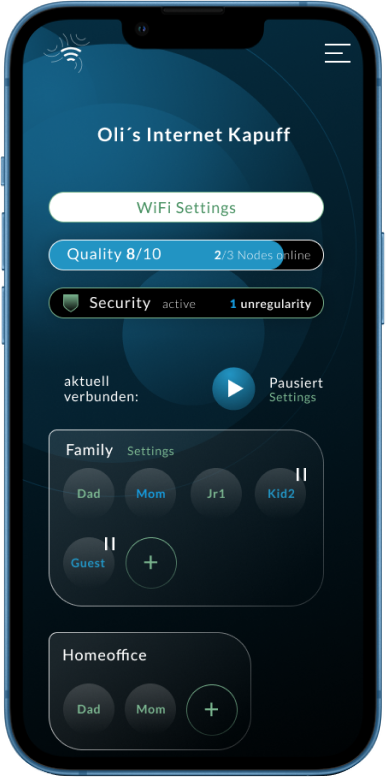 Oli´s Internet Kapuff
WiFi Settings
Quality 8/10 2/3 Nodes online
Security active 1 unregularity
aktuell
verbunden:
Pausiert
Settings
Family Settings
Dad Mom Jr1 Kid2
Guest +
Homeoffice
Dad Mom +